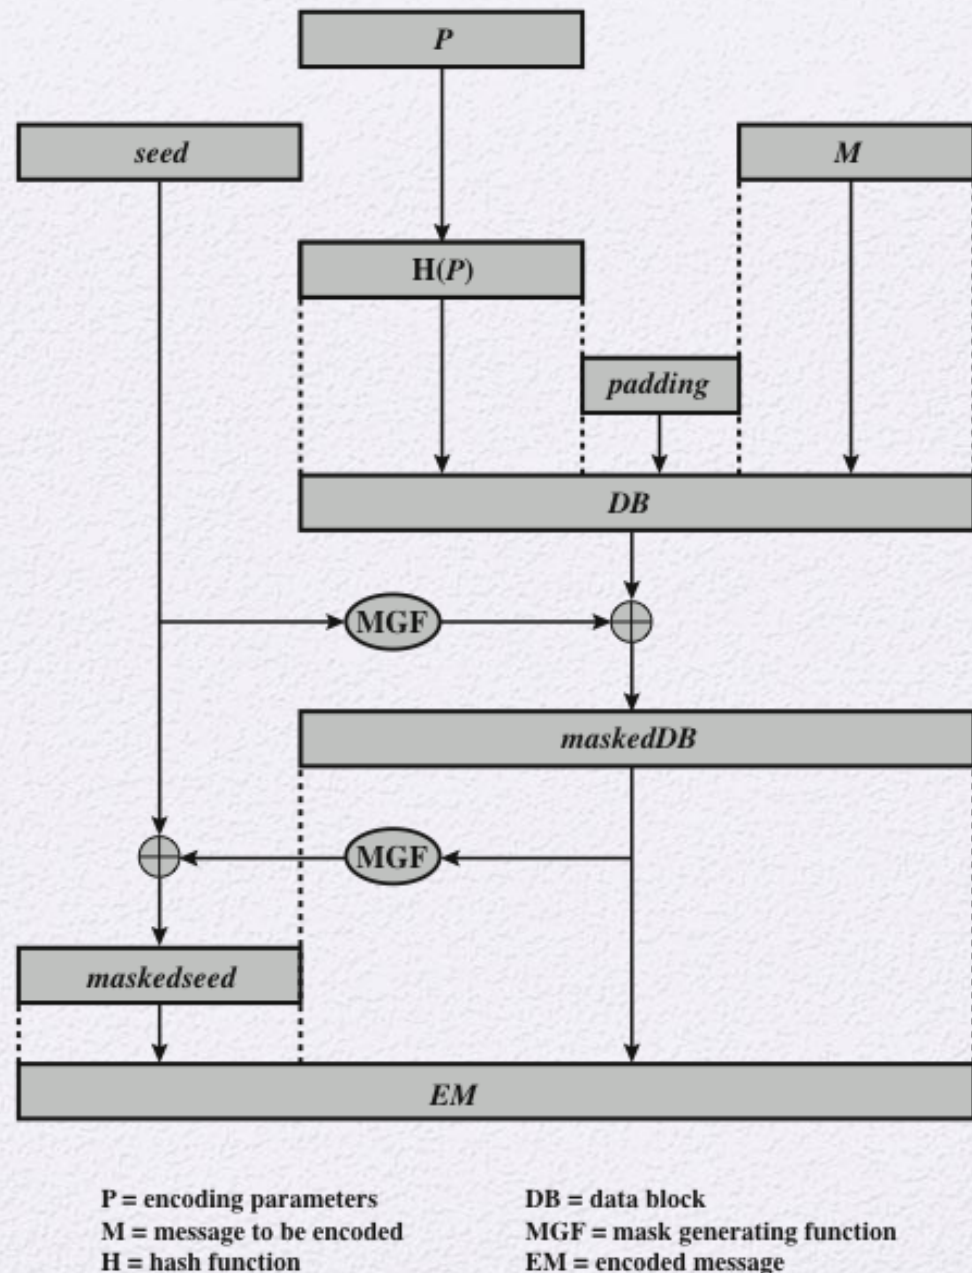 P
seed
M
H(P)
padding
DB
MGF
maskedDB
MGF
maskedseed
EM
P = encoding parameters
M = message to be encoded
H = hash function
DB = data block
MGF = mask generating function
EM = encoded message